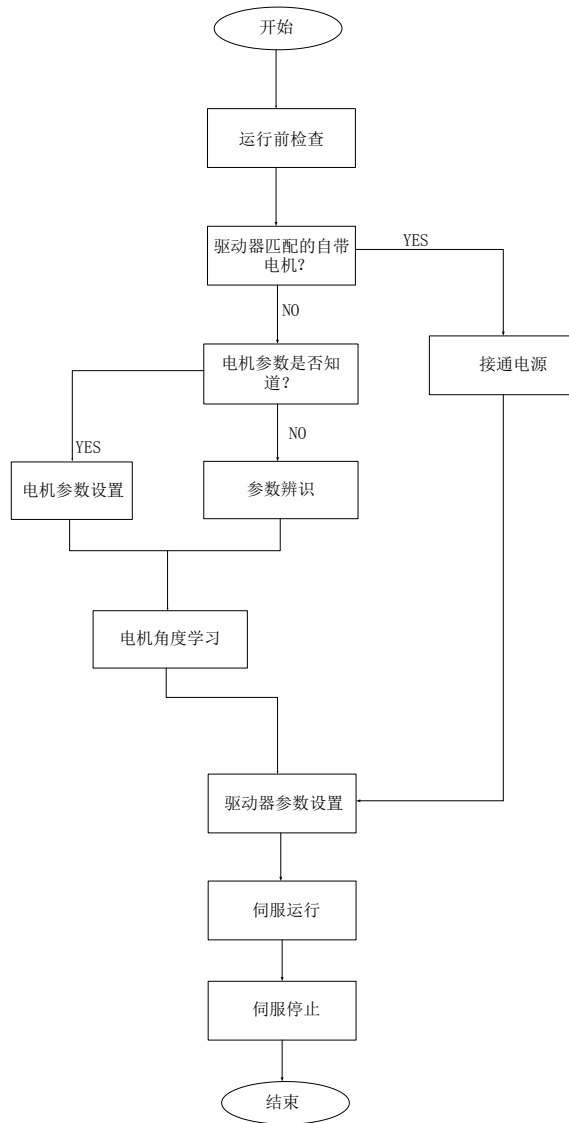 开始
运行前检查
驱动器匹配的自带
电机?
YES
NO
电机参数是否知
道?
接通电源
YES
NO
电机参数设置
参数辨识
电机角度学习
驱动器参数设置
伺服运行
伺服停止
结束